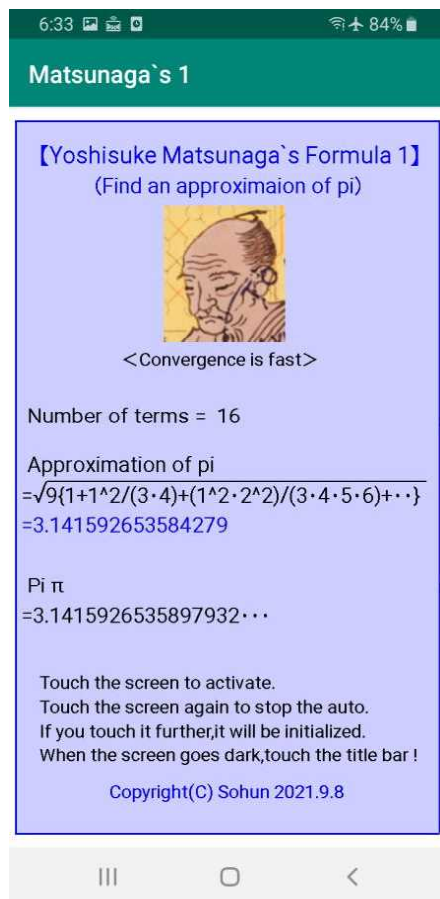 6:33 84%
Matsunaga`s 1
【Yoshisuke Matsunaga`s Formula 1】
(Find an approximaion of pi)
<Convergence is fast>
Number of terms = 16
Approximation of pi
=√9{1+1^2/(3·4)+(1^2·2^2)/(3·4·5·6)+··}
=3.141592653584279
Pi π
=3.1415926535897932···
Touch the screen to activate.
Touch the screen again to stop the auto.
If you touch it further,it will be initialized.
When the screen goes dark,touch the title bar !
Copyright(C) Sohun 2021.9.8